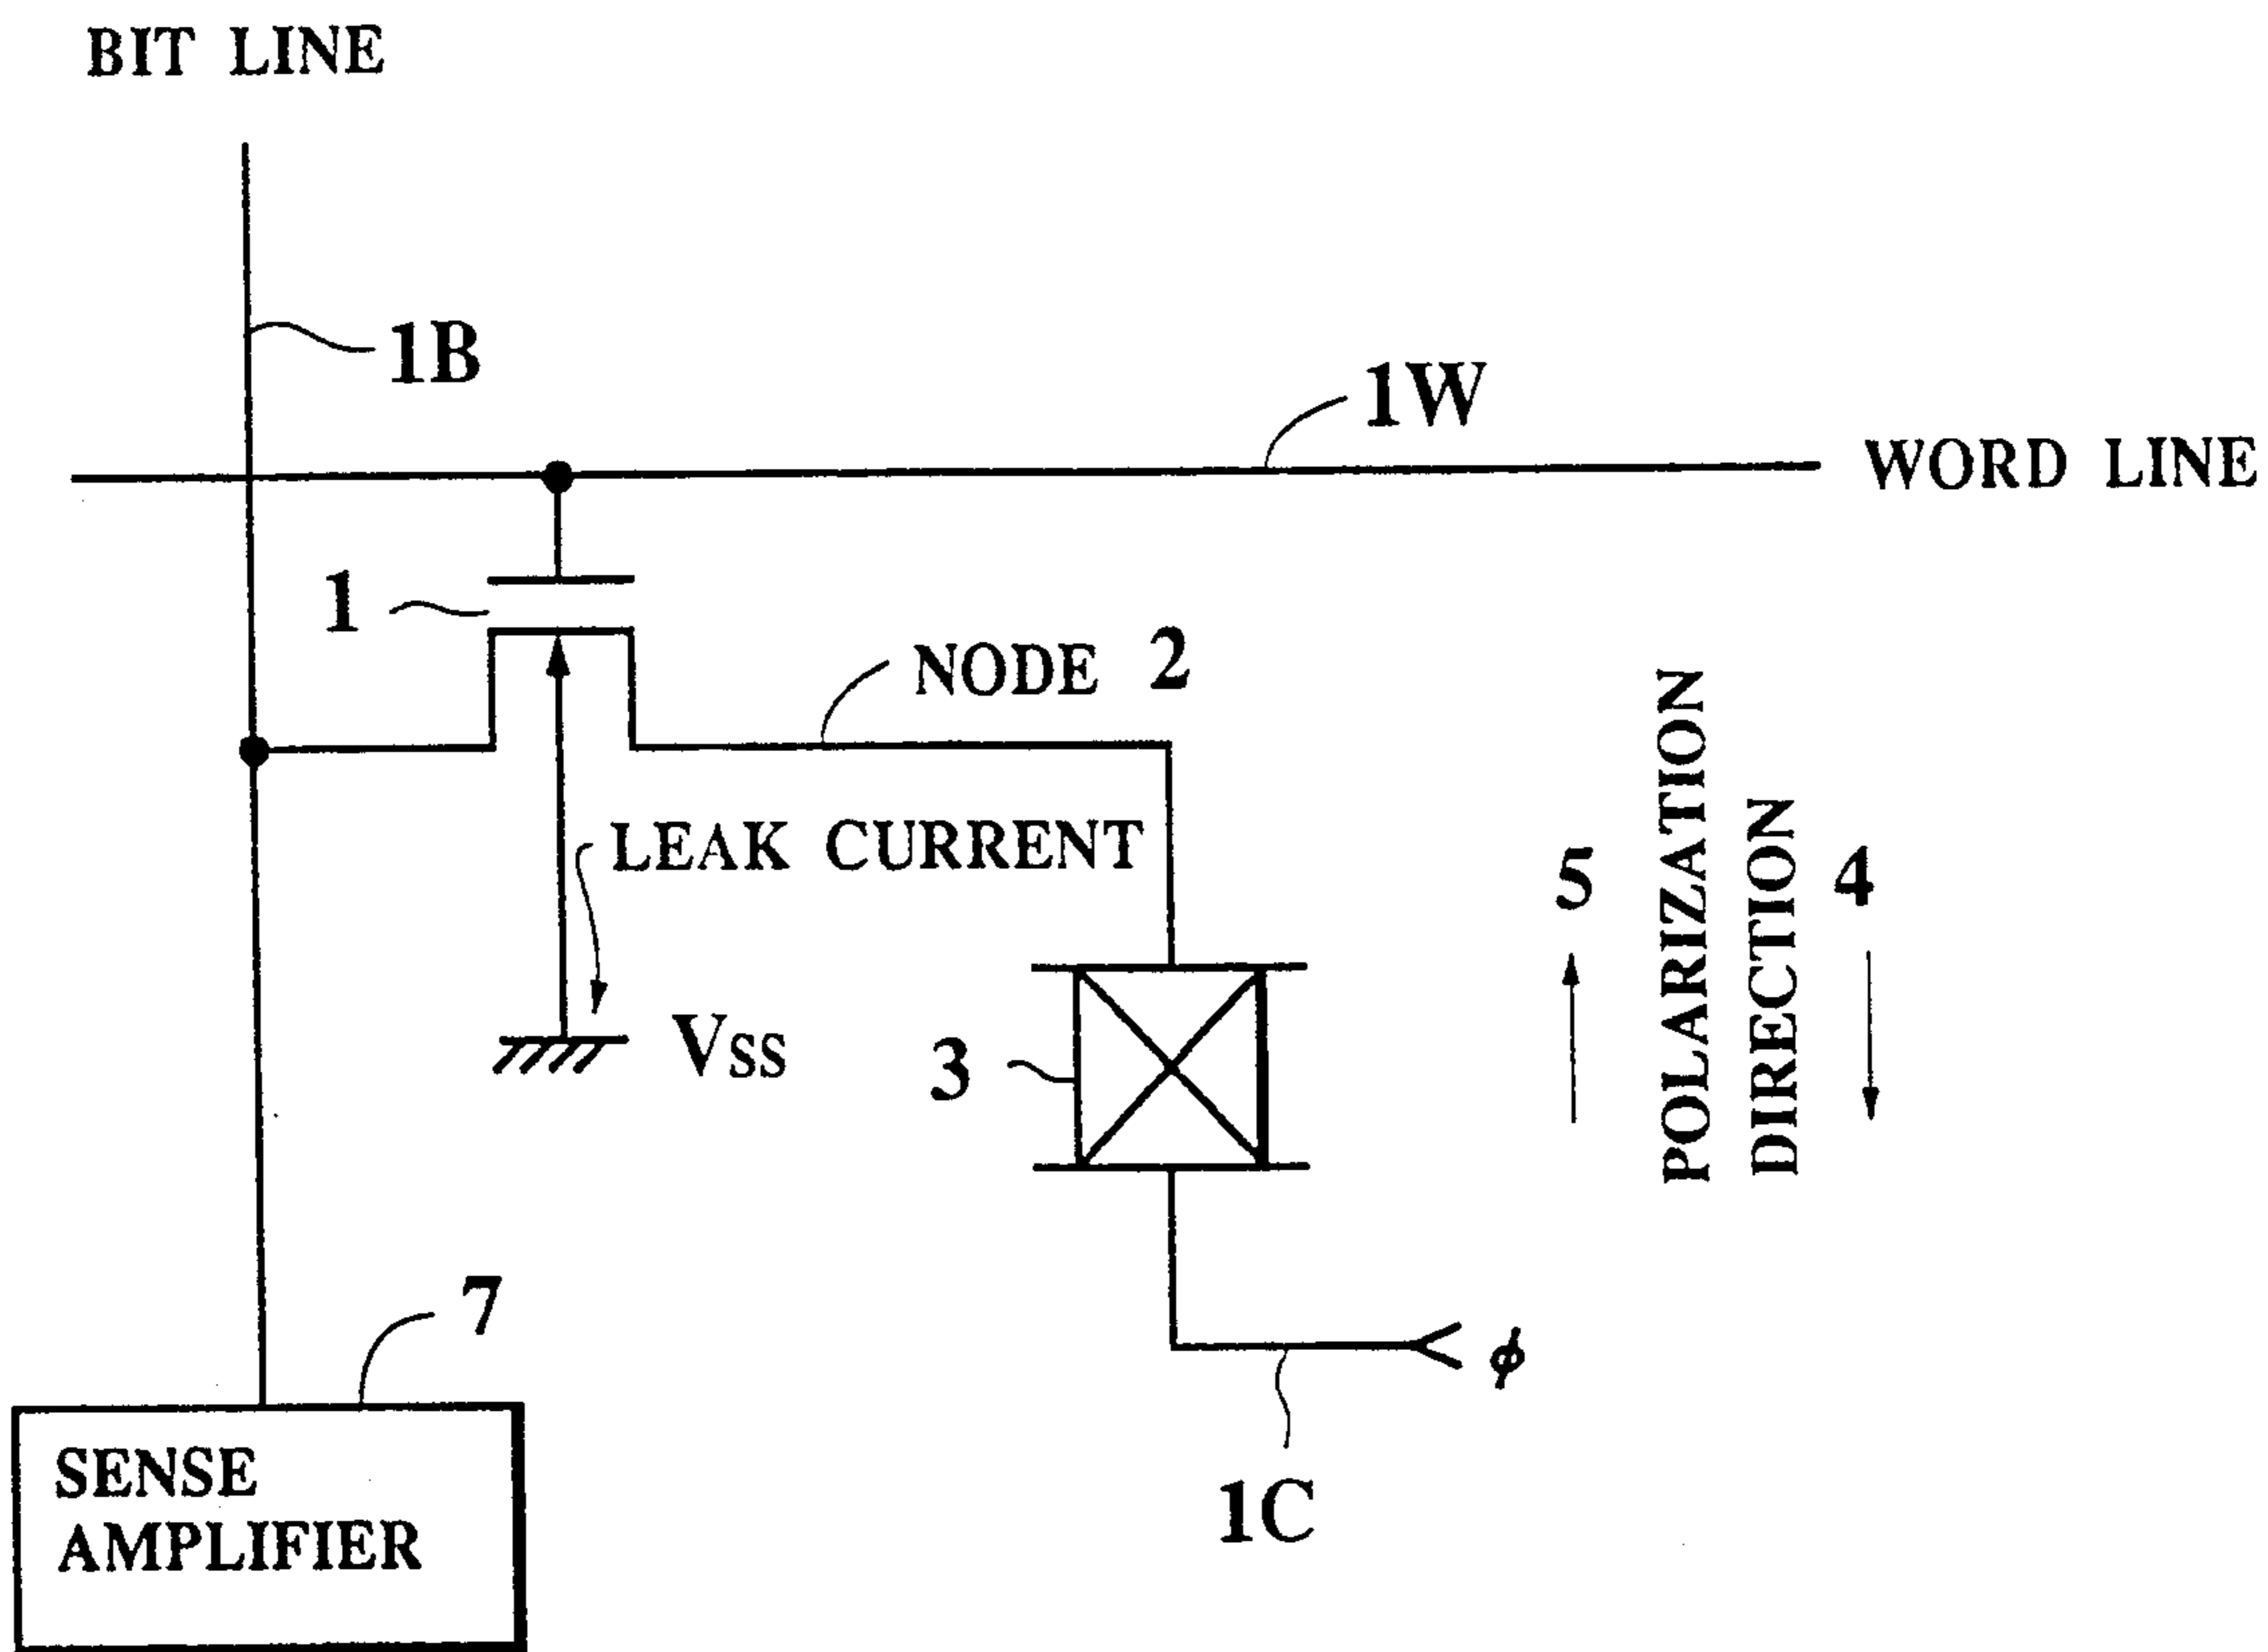 BIT LINE
1B
1W
WORD LINE
1
NODE 2
LEAK CURRENT
5
POLARIZATION
DIRECTION
4
VSS
3
7
ϕ
1C
SENSE
AMPLIFIER